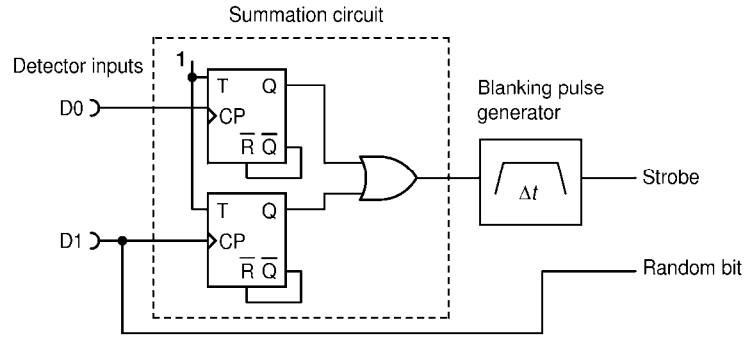 Summation circuit
Detector inputs
1
T Q
D0
CP
R̅ Q̅
Blanking pulse
generator
Δt
Strobe
T Q
D1
CP
R̅ Q̅
Random bit